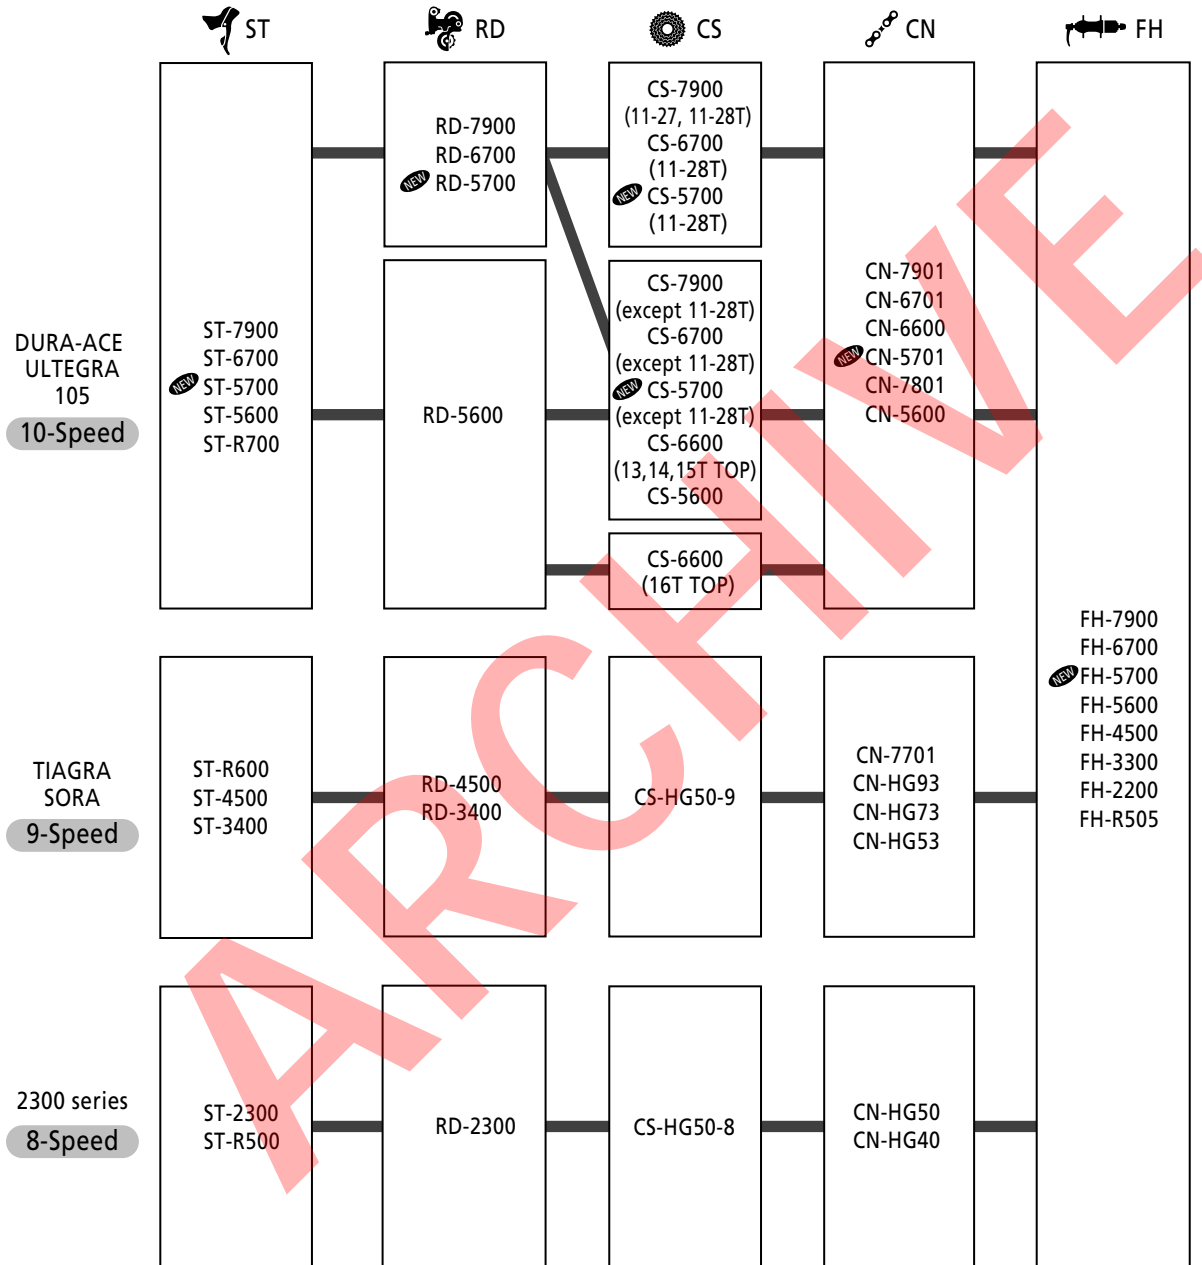 ST
RD
CS
CN
FH
DURA-ACE
ULTEGRA
105
10-Speed
ST-7900
ST-6700
NEW ST-5700
ST-5600
ST-R700
RD-7900
RD-6700
NEW RD-5700
RD-5600
CS-7900
(11-27, 11-28T)
CS-6700
(11-28T)
NEW CS-5700
(11-28T)
CS-7900
(except 11-28T)
CS-6700
(except 11-28T)
NEW CS-5700
(except 11-28T)
CS-6600
(13,14,15T TOP)
CS-5600
CS-6600
(16T TOP)
CN-7901
CN-6701
CN-6600
NEW CN-5701
CN-7801
CN-5600
FH-7900
FH-6700
NEW FH-5700
FH-5600
FH-4500
FH-3300
FH-2200
FH-R505
TIAGRA
SORA
9-Speed
ST-R600
ST-4500
ST-3400
RD-4500
RD-3400
CS-HG50-9
CN-7701
CN-HG93
CN-HG73
CN-HG53
2300 series
8-Speed
ST-2300
ST-R500
RD-2300
CS-HG50-8
CN-HG50
CN-HG40
ARCHIVE